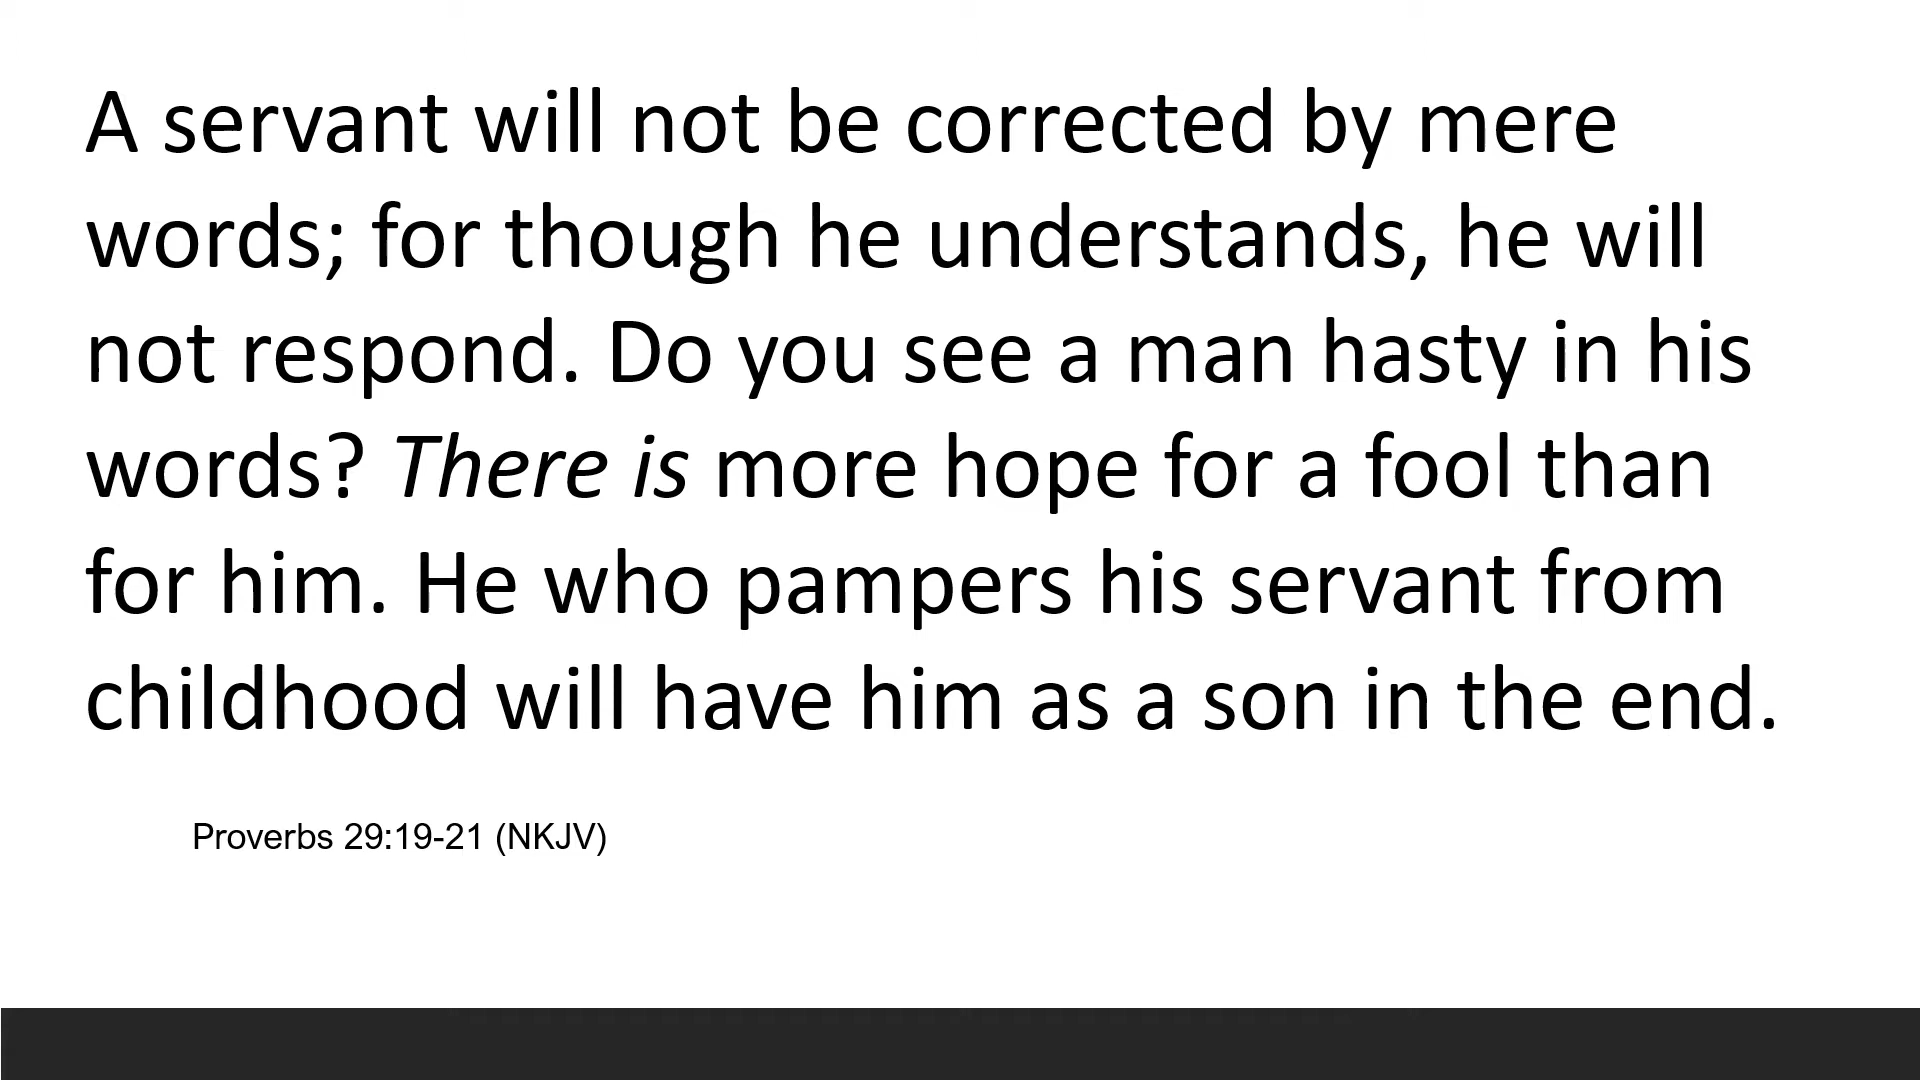 A servant will not be corrected by mere
words; for though he understands, he will
not respond. Do you see a man hasty in his
words? There is more hope for a fool than
for him. He who pampers his servant from
childhood will have him as a son in the end.
Proverbs 29:19-21 (NKJV)